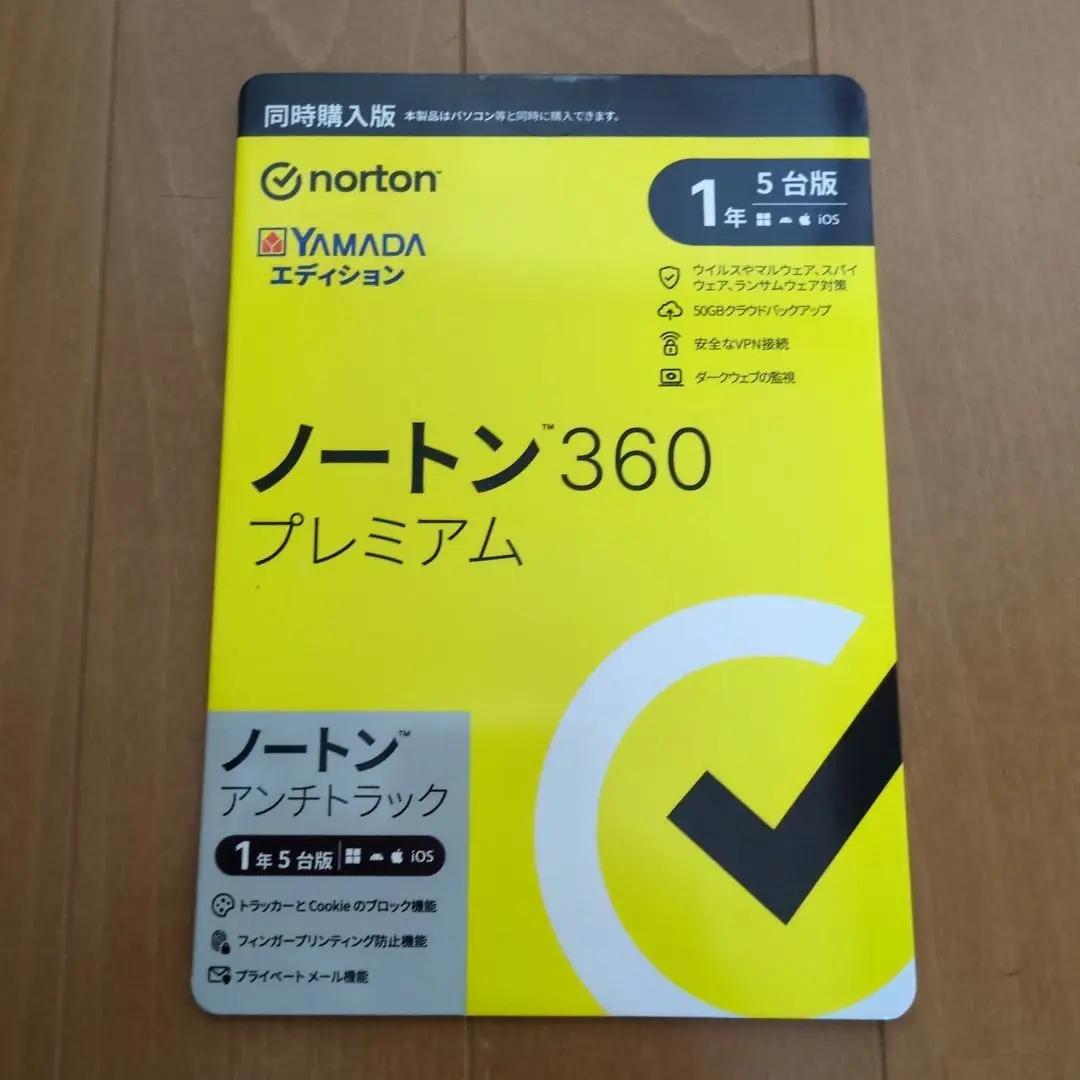 同時購入版 本製品はパソコン等と同時に購入できます。
norton
1年 5台版
iOS
YAMADA
エディション
ウイルスやマルウェア、スパイ
ウェア、ランサムウェア対策
50GBクラウドバックアップ
安全なVPN接続
ダークウェブの監視
ノートン™360
プレミアム
ノートン™
アンチトラック
1年5台版 iOS
トラッカーとCookieのブロック機能
フィンガープリンティング防止機能
プライベートメール機能